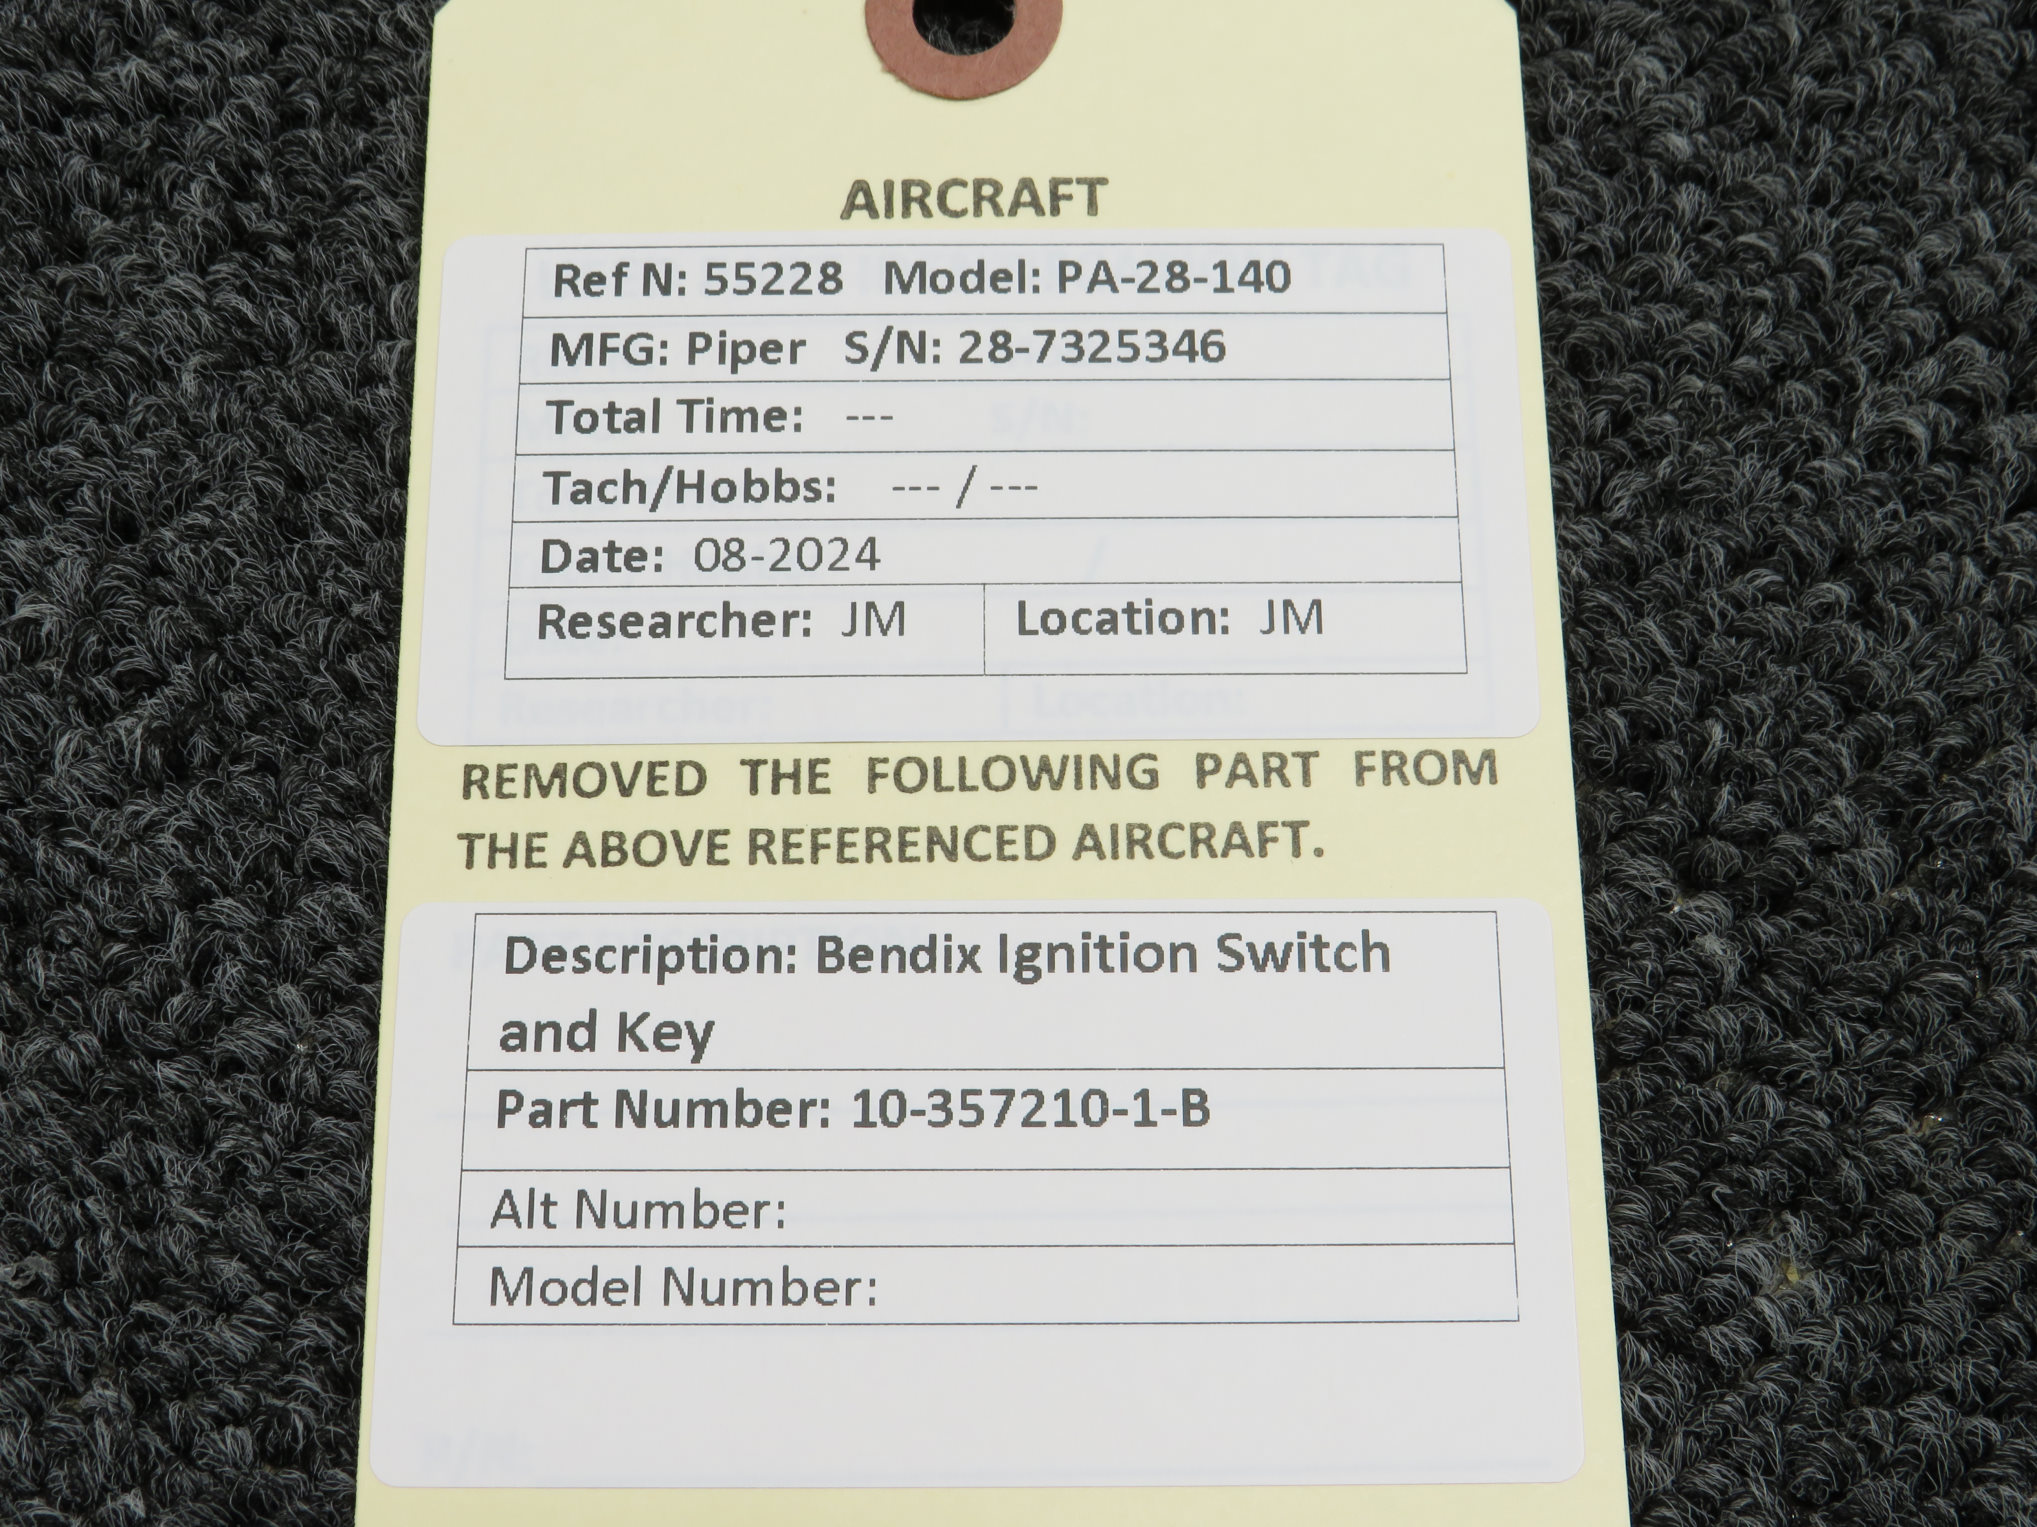 AIRCRAFT
Ref N: 55228 Model: PA-28-140
MFG: Piper S/N: 28-7325346
Total Time: ---
Tach/Hobbs: --- / ---
Date: 08-2024
Researcher: JM Location: JM
REMOVED THE FOLLOWING PART FROM
THE ABOVE REFERENCED AIRCRAFT.
Description: Bendix Ignition Switch
and Key
Part Number: 10-357210-1-B
Alt Number:
Model Number: